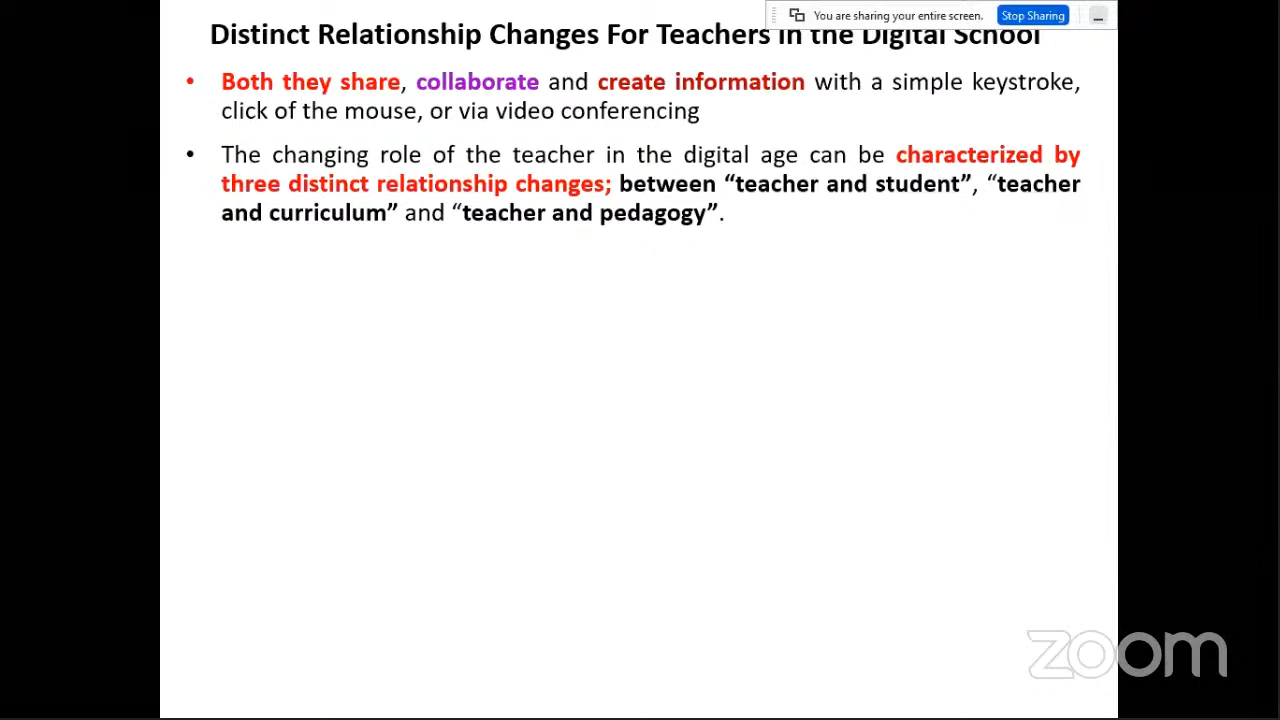 You are sharing your entire screen. Stop Sharing
Distinct Relationship Changes For Teachers in the Digital School
• Both they share, collaborate and create information with a simple keystroke,
click of the mouse, or via video conferencing
• The changing role of the teacher in the digital age can be characterized by
three distinct relationship changes; between “teacher and student”, “teacher
and curriculum” and “teacher and pedagogy”.
zoom